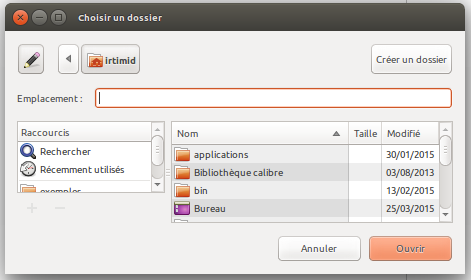 Choisir un dossier
irtimid
Créer un dossier
Emplacement :
Raccourcis
Rechercher
Récemment utilisés
exemples
Nom Taille Modifié
applications 30/01/2015
Bibliothèque calibre 03/08/2013
bin 13/02/2015
Bureau 25/03/2015
Annuler
Ouvrir